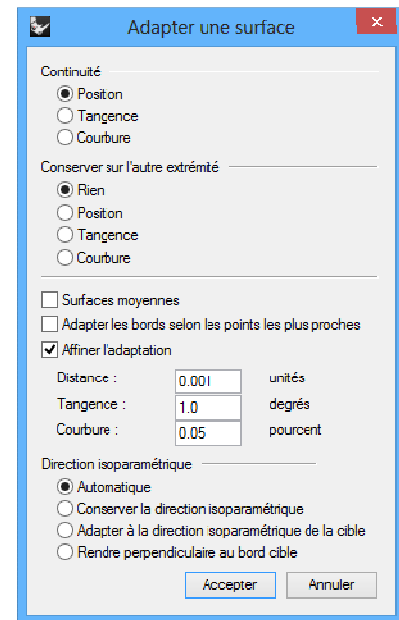 Adapter une surface
Continuité
Positon
Tangence
Courbure
Conserver sur l'autre extrémité
Rien
Positon
Tangence
Courbure
Surfaces moyennes
Adapter les bords selon les points les plus proches
Affiner l'adaptation
Distance : 0.001 unités
Tangence : 1.0 degrés
Courbure : 0.05 pourcent
Direction isoparamétrique
Automatique
Conserver la direction isoparamétrique
Adapter à la direction isoparamétrique de la cible
Rendre perpendiculaire au bord cible
Accepter Annuler